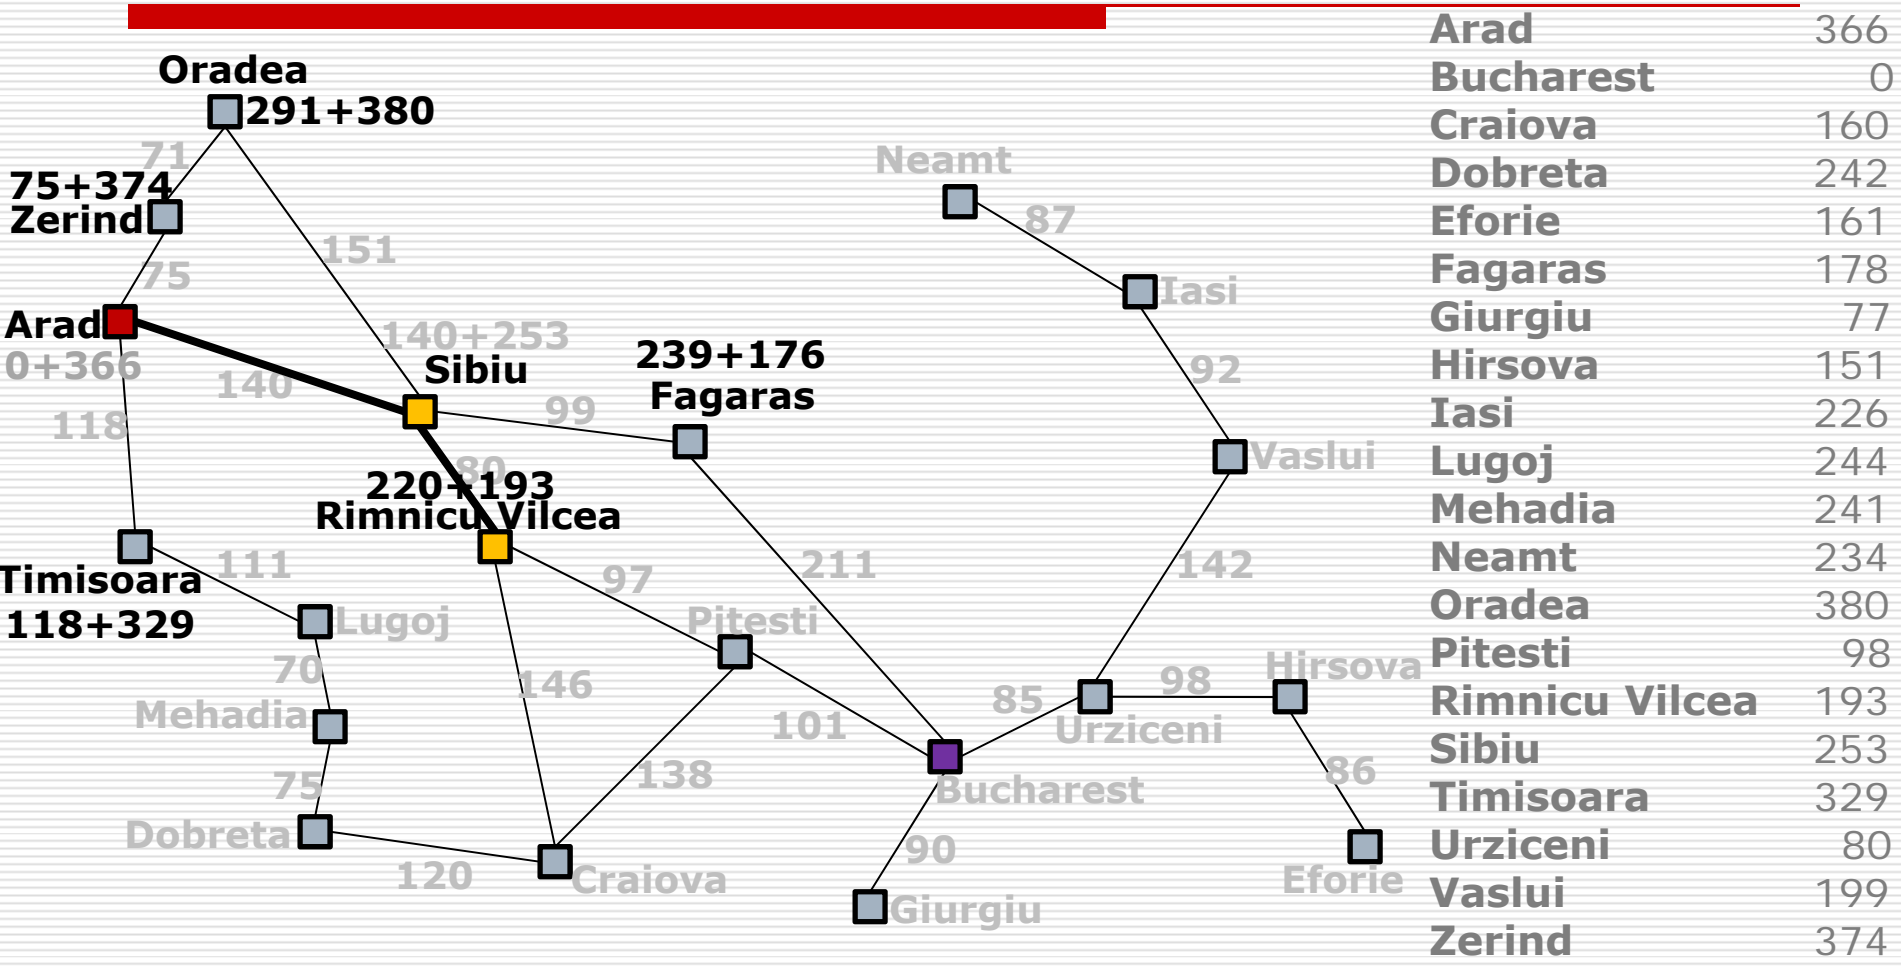 Oradea
291+380
71
75+374
Zerind
151
75
Arad
0+366
140+253
Sibiu
140
118
99
239+176
Fagaras
80
220+193
Rimnicu Vilcea
Timisoara
118+329
111
Lugoj
70
Mehadia
75
Dobreta
120
146
97
Pitesti
211
138
101
Craiova
Bucharest
90
Giurgiu
85
Urziceni
98
Hirsova
86
Eforie
142
Vaslui
92
Iasi
87
Neamt
Arad 366
Bucharest 0
Craiova 160
Dobreta 242
Eforie 161
Fagaras 178
Giurgiu 77
Hirsova 151
Iasi 226
Lugoj 244
Mehadia 241
Neamt 234
Oradea 380
Pitesti 98
Rimnicu Vilcea 193
Sibiu 253
Timisoara 329
Urziceni 80
Vaslui 199
Zerind 374